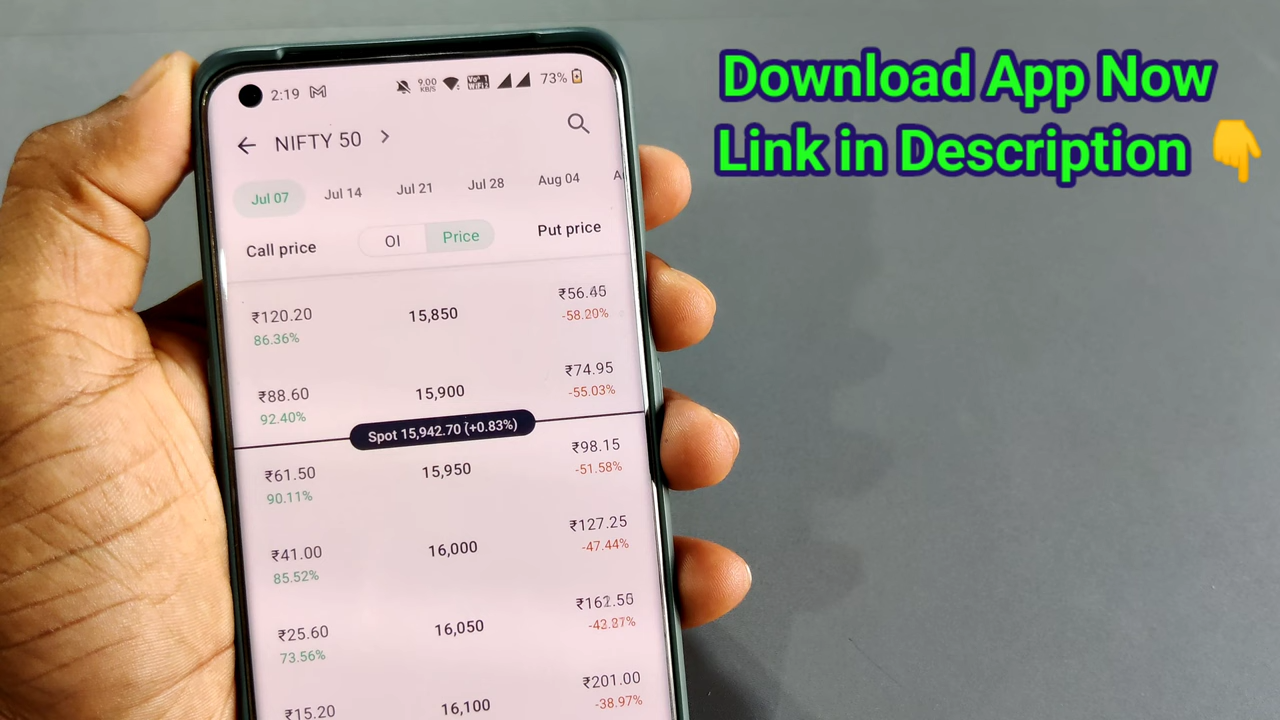 Download App Now
Link in Description
2:19 9.00 KB/S 73%
NIFTY 50
Jul 07 Jul 14 Jul 21 Jul 28 Aug 04
Call price OI Price Put price
₹120.20 15,850 ₹56.45
86.36% -58.20%
₹88.60 15,900 ₹74.95
92.40% -55.03%
Spot 15,942.70 (+0.83%)
₹61.50 15,950 ₹98.15
90.11% -51.58%
₹41.00 16,000 ₹127.25
85.52% -47.44%
₹25.60 16,050
73.56%
₹15.20 16,100 ₹201.00
-38.97%